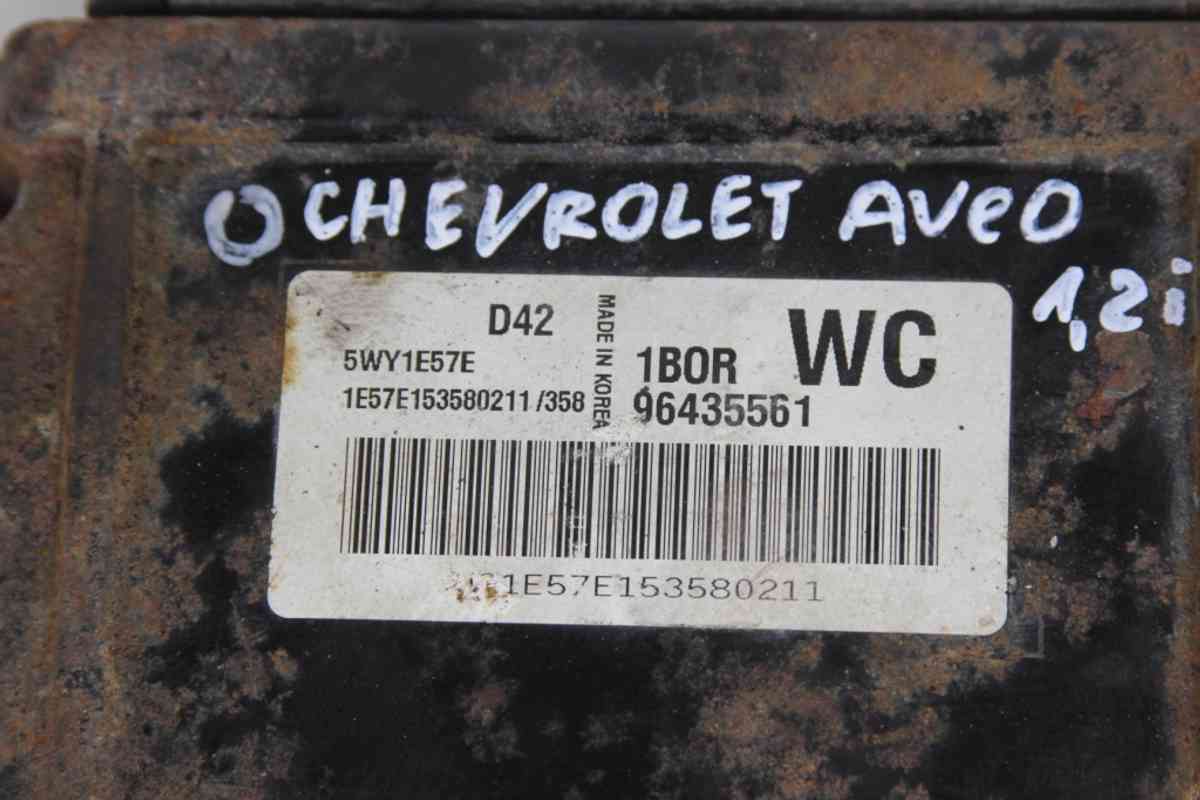 O CHEVROLET AVEO
1,2i
D42
MADE IN KOREA
WC
5WY1E57E
1BOR
1E57E153580211/358
96435561
1E57E153580211